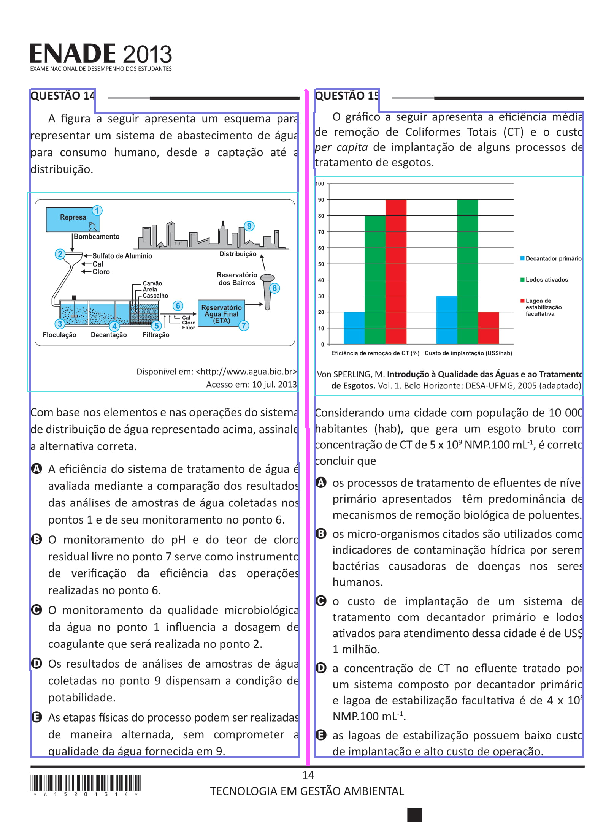 ENADE 2013
EXAME NACIONAL DE DESEMPENHO DOS ESTUDANTES
QUESTÃO 14
A figura a seguir apresenta um esquema para
representar um sistema de abastecimento de água
para consumo humano, desde a captação até a
distribuição.
1
Represa
Bombeamento
2
Sulfato de Alumínio
Cal
Cloro
9
Distribuição
Reservatório
dos Bairros
8
Carvão
Areia
Cascalho
6
Cal
Cloro
Flúor
Reservatório
Água Final
(ETA)
7
3
4
5
Floculação
Decantação
Filtração
Disponível em: <http://www.agua.bio.br>
Acesso em: 10 jul. 2013
Com base nos elementos e nas operações do sistema
de distribuição de água representado acima, assinale
a alternativa correta.
A A eficiência do sistema de tratamento de água é
avaliada mediante a comparação dos resultados
das análises de amostras de água coletadas nos
pontos 1 e de seu monitoramento no ponto 6.
B O monitoramento do pH e do teor de cloro
residual livre no ponto 7 serve como instrumento
de verificação da eficiência das operações
realizadas no ponto 6.
C O monitoramento da qualidade microbiológica
da água no ponto 1 influencia a dosagem de
coagulante que será realizada no ponto 2.
D Os resultados de análises de amostras de água
coletadas no ponto 9 dispensam a condição de
potabilidade.
E As etapas físicas do processo podem ser realizadas
de maneira alternada, sem comprometer a
qualidade da água fornecida em 9.
QUESTÃO 15
O gráfico a seguir apresenta a eficiência média
de remoção de Coliformes Totais (CT) e o custo
per capita de implantação de alguns processos de
tratamento de esgotos.
100
90
80
70
60
50
40
30
20
10
0
Decantador primário
Lodos ativados
Lagoa de
estabilização
facultativa
Eficiência de remoção de CT (%) Custo de implantação (US$/hab)
Von SPERLING, M. Introdução à Qualidade das Águas e ao Tratamento
de Esgotos. Vol. 1. Belo Horizonte: DESA-UFMG, 2005 (adaptado)
Considerando uma cidade com população de 10 000
habitantes (hab), que gera um esgoto bruto com
concentração de CT de 5 x 10⁹ NMP.100 mL⁻¹, é correto
concluir que
A os processos de tratamento de efluentes de níve
primário apresentados têm predominância de
mecanismos de remoção biológica de poluentes.
B os micro-organismos citados são utilizados como
indicadores de contaminação hídrica por serem
bactérias causadoras de doenças nos seres
humanos.
C o custo de implantação de um sistema de
tratamento com decantador primário e lodos
ativados para atendimento dessa cidade é de US$
1 milhão.
D a concentração de CT no efluente tratado por
um sistema composto por decantador primário
e lagoa de estabilização facultativa é de 4 x 10
NMP.100 mL⁻¹.
E as lagoas de estabilização possuem baixo custo
de implantação e alto custo de operação.
14
TECNOLOGIA EM GESTÃO AMBIENTAL